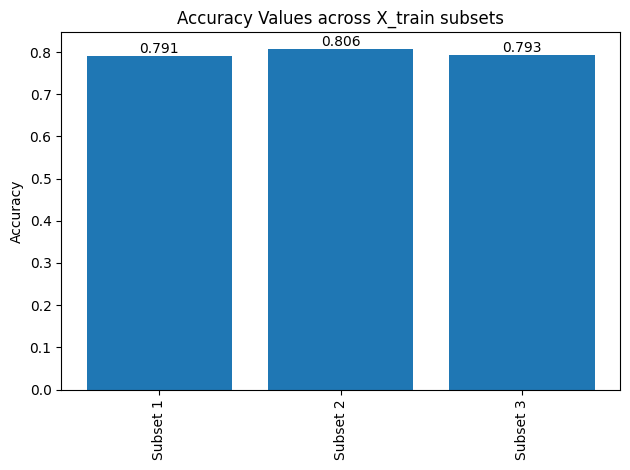 Accuracy Values across X_train subsets
Accuracy
0.8
0.7
0.6
0.5
0.4
0.3
0.2
0.1
0.0
0.791
0.806
0.793
Subset 1
Subset 2
Subset 3